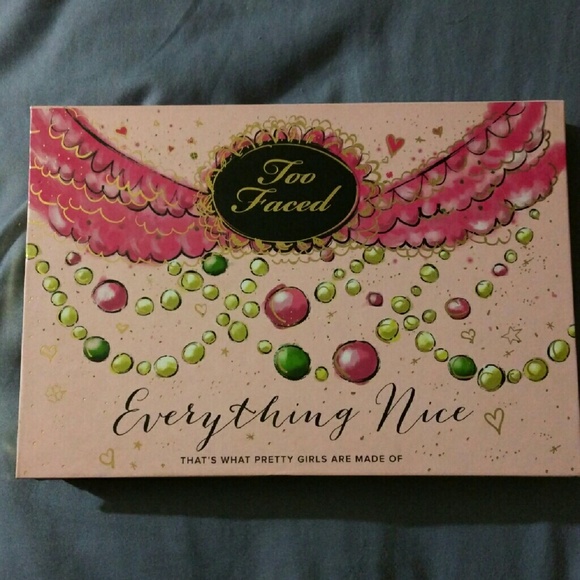 Too
Faced
Everything Nice
THAT'S WHAT PRETTY GIRLS ARE MADE OF